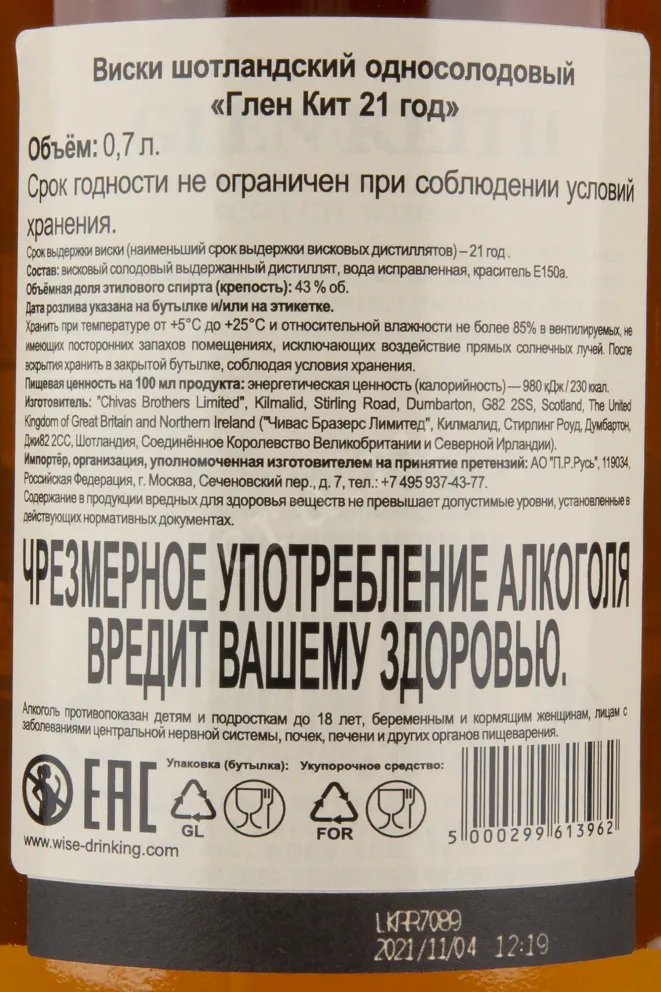 Виски шотландский односолодовый
«Глен Кит 21 год»
Объём: 0,7 л.
Срок годности не ограничен при соблюдении условий
хранения.
Срок выдержки виски (наименьший срок выдержки висковых дистиллятов) – 21 год .
Состав: висковый солодовый выдержанный дистиллят, вода исправленная, краситель Е150а.
Объёмная доля этилового спирта (крепость): 43 % об.
Дата розлива указана на бутылке и/или на этикетке.
Хранить при температуре от +5°С до +25°С и относительной влажности не более 85% в вентилируемых, не
имеющих посторонних запахов помещениях, исключающих воздействие прямых солнечных лучей. После
вскрытия хранить в закрытой бутылке, соблюдая условия хранения.
Пищевая ценность на 100 мл продукта: энергетическая ценность (калорийность) — 980 кДж / 230 ккал.
Изготовитель: "Chivas Brothers Limited", Kilmalid, Stirling Road, Dumbarton, G82 2SS, Scotland, The United
Kingdom of Great Britain and Northern Ireland ("Чивас Бразерс Лимитед", Килмалид, Стирлинг Роуд, Думбартон,
Джи82 2СС, Шотландия, Соединённое Королевство Великобритании и Северной Ирландии).
Импортёр, организация, уполномоченная изготовителем на принятие претензий: АО "П.Р.Русь", 119034,
Российская Федерация, г. Москва, Сеченовский пер., д. 7, тел.: +7 495 937-43-77.
Содержание в продукции вредных для здоровья веществ не превышает допустимые уровни, установленные в
действующих нормативных документах.
ЧРЕЗМЕРНОЕ УПОТРЕБЛЕНИЕ АЛКОГОЛЯ
ВРЕДИТ ВАШЕМУ ЗДОРОВЬЮ.
Алкоголь противопоказан детям и подросткам до 18 лет, беременным и кормящим женщинам, лицам с
заболеваниями центральной нервной системы, почек, печени и других органов пищеварения.
Упаковка (бутылка): Укупорочное средство:
EAC
GL FOR
5 000299 613962
www.wise-drinking.com
LKRR7089
2021/11/04 12:19